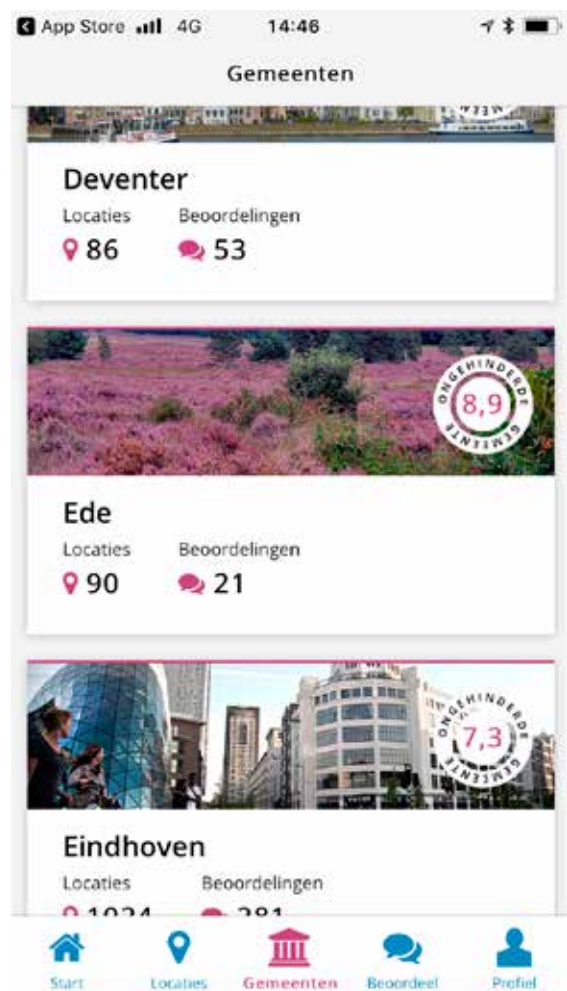 App Store 4G 14:46
Gemeenten
Deventer
Locaties Beoordelingen
86 53
ONGEHINDERDE GEMEENTE
8,9
Ede
Locaties Beoordelingen
90 21
ONGEHINDERDE GEMEENTE
7,3
Eindhoven
Locaties Beoordelingen
Start Locaties Gemeenten Beoordeel Profiel